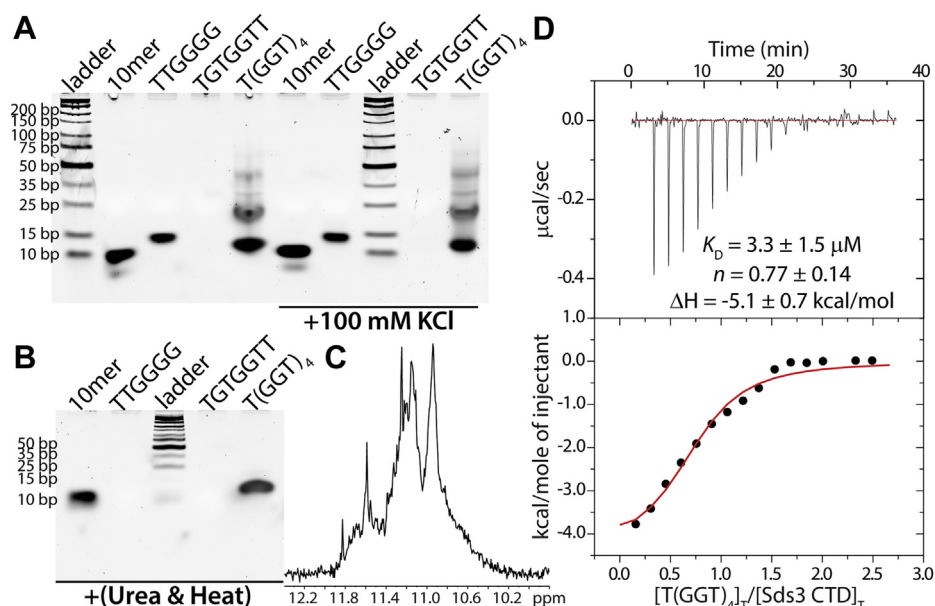 A
ladder
10mer
TTGGGG
TGTGGTT
T(GGT)4
10mer
TTGGGG
ladder
TGTGGTT
T(GGT)4
200 bp
150 bp
100 bp
75 bp
50 bp
35 bp
25 bp
15 bp
10 bp
+100 mM KCl
B
10mer
TTGGGG
ladder
TGTGGTT
T(GGT)4
50 bp
35 bp
25 bp
15 bp
10 bp
+(Urea & Heat)
C
12.2 11.8 11.4 11.0 10.6 ppm
D
Time (min)
0 10 20 30 40
0.0
-0.2
-0.4
µcal/sec
KD = 3.3 ± 1.5 µM
n = 0.77 ± 0.14
ΔH = -5.1 ± 0.7 kcal/mol
1.0
0.0
-1.0
-2.0
-3.0
-4.0
kcal/mole of injectant
0.0 0.5 1.0 1.5 2.0 2.5 3.0
[T(GGT)4]T/[Sds3 CTD]T